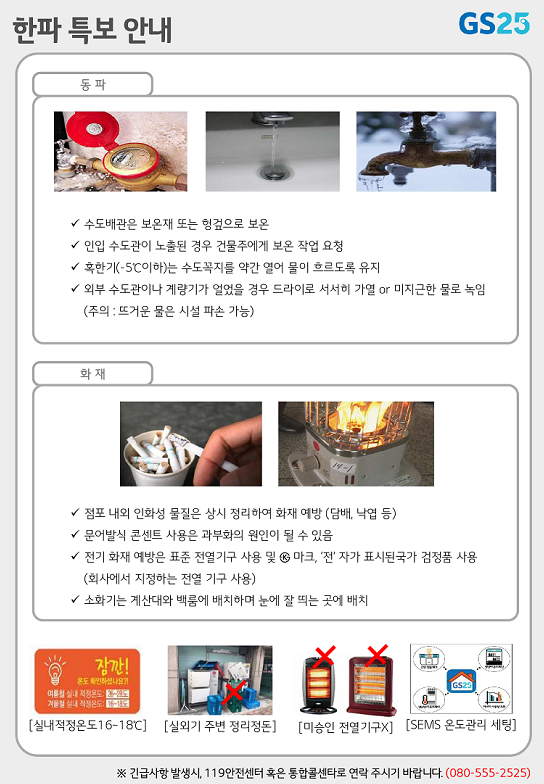 한파 특보 안내
GS25
동 파
✓ 수도배관은 보온재 또는 헝겊으로 보온
✓ 인입 수도관이 노출된 경우 건물주에게 보온 작업 요청
✓ 혹한기(-5℃이하)는 수도꼭지를 약간 열어 물이 흐르도록 유지
✓ 외부 수도관이나 계량기가 얼었을 경우 드라이로 서서히 가열 or 미지근한 물로 녹임
(주의 : 뜨거운 물은 시설 파손 가능)
화 재
14-1
✓ 점포 내외 인화성 물질은 상시 정리하여 화재 예방 (담배, 낙엽 등)
✓ 문어발식 콘센트 사용은 과부화의 원인이 될 수 있음
✓ 전기 화재 예방은 표준 전열기구 사용 및 ㉿ 마크, '전' 자가 표시된국가 검정품 사용
(회사에서 지정하는 전열 기구 사용)
✓ 소화기는 계산대와 백룸에 배치하며 눈에 잘 띄는 곳에 배치
잠깐!
온도 확인하셨나요?
여름철 실내 적정온도: 26~28℃
겨울철 실내 적정온도: 16~18℃
GS25
[실내적정온도16~18℃]
[실외기 주변 정리정돈]
[미승인 전열기구X]
[SEMS 온도관리 세팅]
※ 긴급사항 발생시, 119안전센터 혹은 통합콜센타로 연락 주시기 바랍니다. (080-555-2525)